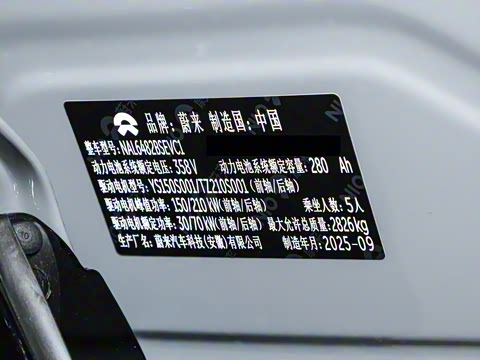 品牌：蔚来 制造国：中国
整车型号：NAL6482BSEVC1
动力电池系统额定电压：358V 动力电池系统额定容量：280 Ah
驱动电机型号：YS150S001/TZ210S001（前轴/后轴）
驱动电机峰值功率：150/210kW（前轴/后轴） 乘坐人数：5人
驱动电机额定功率：30/70kW（前轴/后轴） 最大允许总质量：2826kg
生产厂名：蔚来汽车科技（安徽）有限公司 制造年月：2025-09